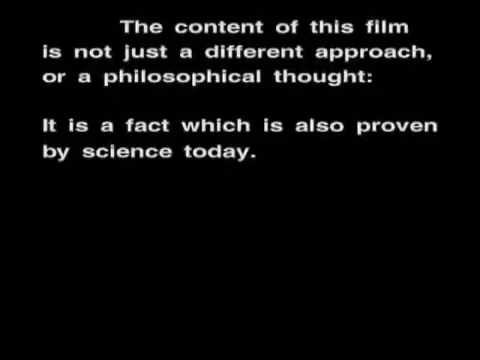 The content of this film
is not just a different approach,
or a philosophical thought:
It is a fact which is also proven
by science today.